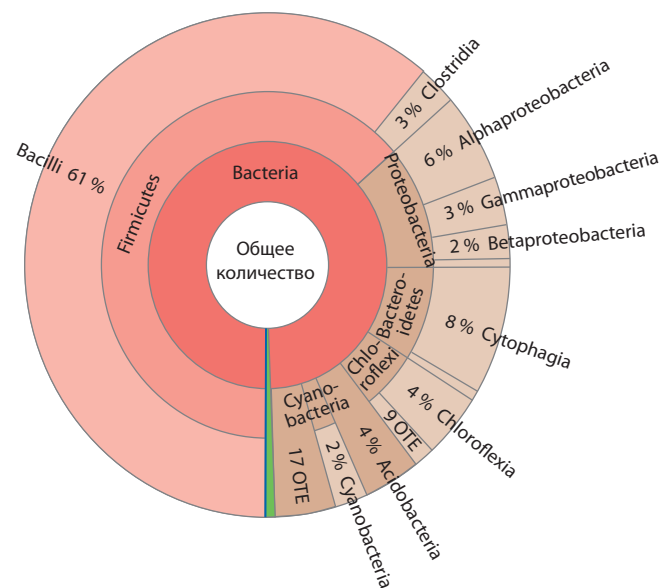 Общее
количество
Bacteria
Firmicutes
Bacilli 61 %
3 % Clostridia
Proteobacteria
6 % Alphaproteobacteria
3 % Gammaproteobacteria
2 % Betaproteobacteria
Bactero-
idetes
8 % Cytophagia
Chlo-
roflexi
4 % Chloroflexia
9 OTE
4 % Acidobacteria
Cyano-
bacteria
2 % Cyanobacteria
17 OTE